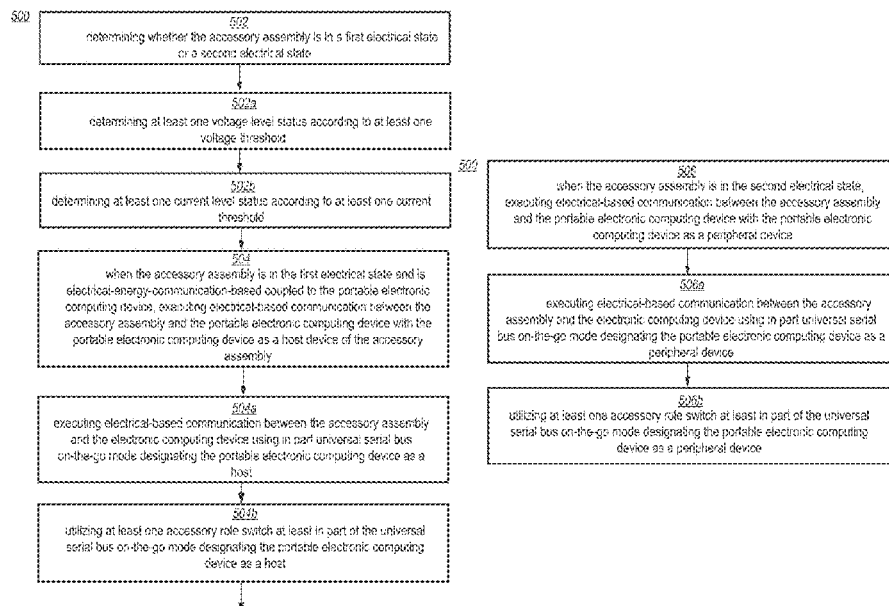 500
502
determining whether the accessory assembly is in a first electrical state
or a second electrical state
502a
determining at least one voltage level status according to at least one
voltage threshold
502b
determining at least one current level status according to at least one current
threshold
504
when the accessory assembly is in the first electrical state and is
electrical-energy-communication-based coupled to the portable electronic
computing device, executing electrical-based communication between the
accessory assembly and the portable electronic computing device with the
portable electronic computing device as a host device of the accessory
assembly
504a
executing electrical-based communication between the accessory assembly
and the electronic computing device using in part universal serial bus
on-the-go mode designating the portable electronic computing device as a
host
504b
utilizing at least one accessory role switch at least in part of the universal
serial bus on-the-go mode designating the portable electronic computing
device as a host
500
506
when the accessory assembly is in the second electrical state,
executing electrical-based communication between the accessory assembly
and the portable electronic computing device with the portable electronic
computing device as a peripheral device
506a
executing electrical-based communication between the accessory
assembly and the electronic computing device using in part universal serial
bus on-the-go mode designating the portable electronic computing device as a
peripheral device
506b
utilizing at least one accessory role switch at least in part of the universal
serial bus on-the-go mode designating the portable electronic computing
device as a peripheral device